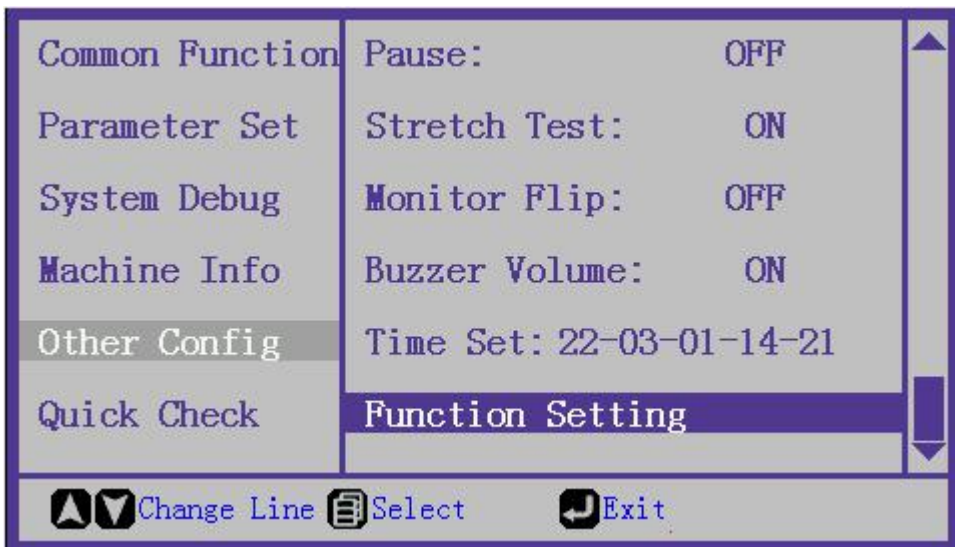 Common Function
Parameter Set
System Debug
Machine Info
Other Config
Quick Check
Pause: OFF
Stretch Test: ON
Monitor Flip: OFF
Buzzer Volume: ON
Time Set: 22-03-01-14-21
Function Setting
Change Line Select Exit